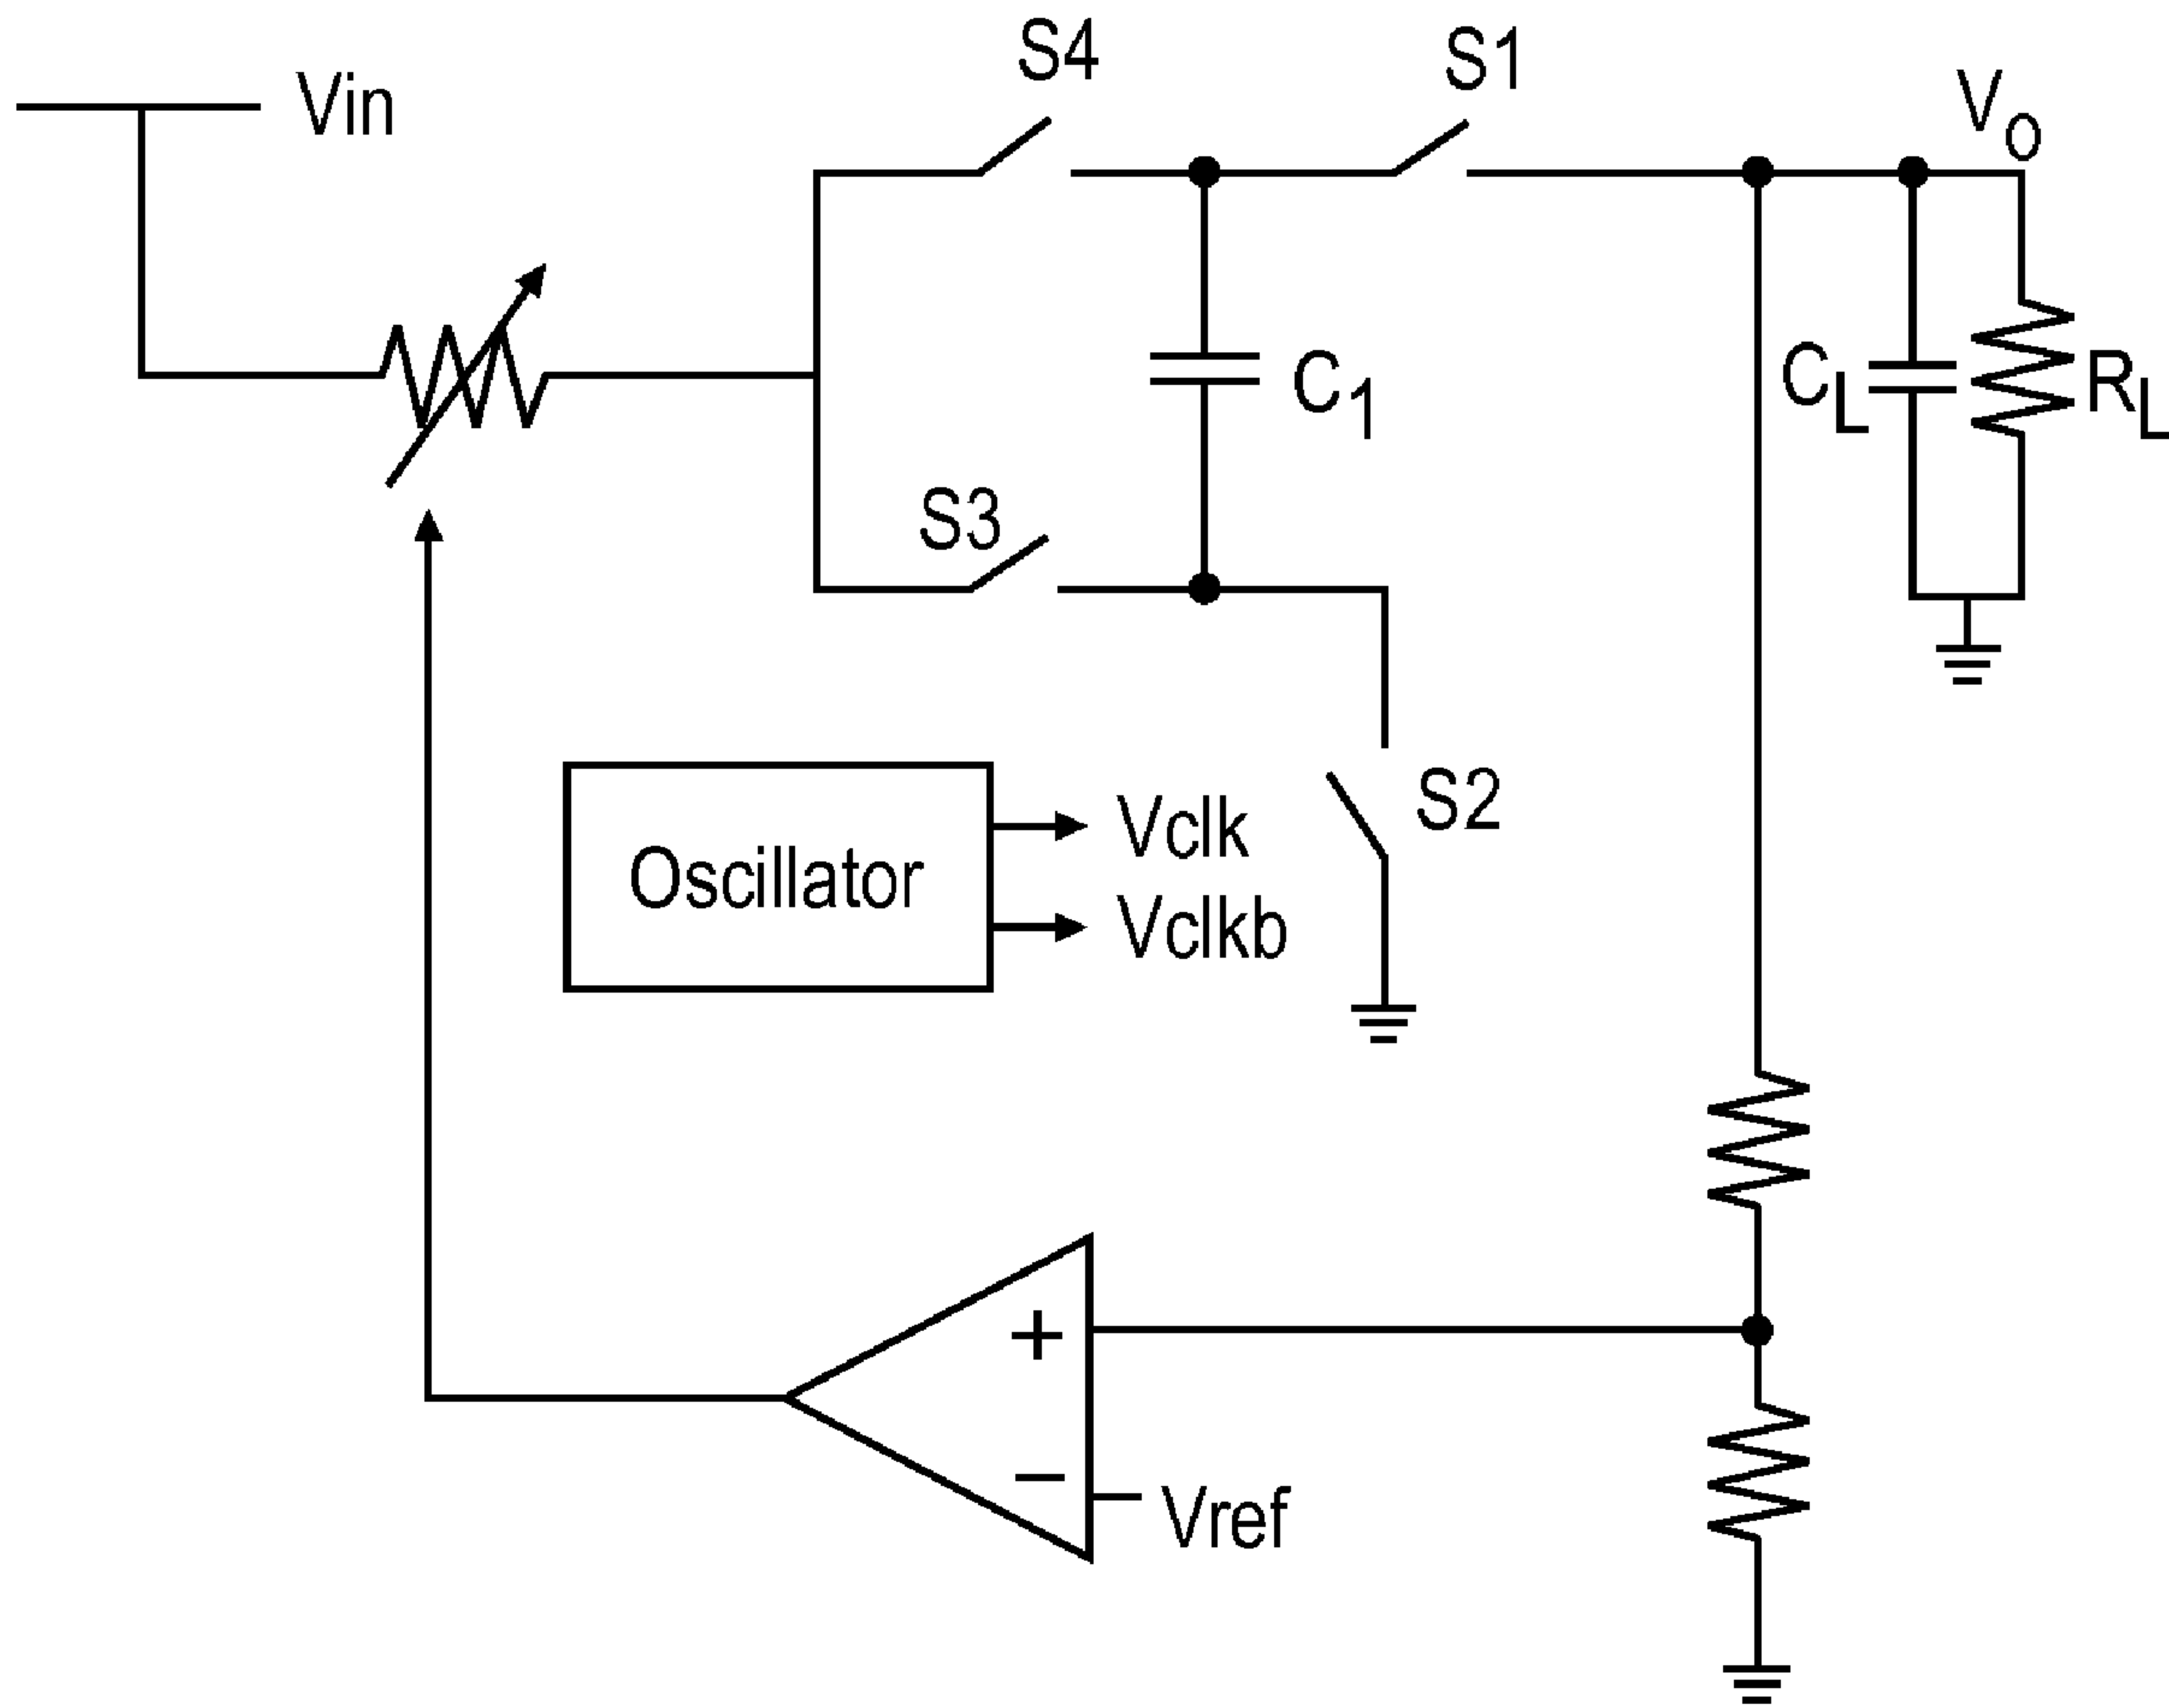 S4
S1
Vin
VO
C1
CL
RL
S3
S2
Oscillator
Vclk
Vclkb
+
−
Vref